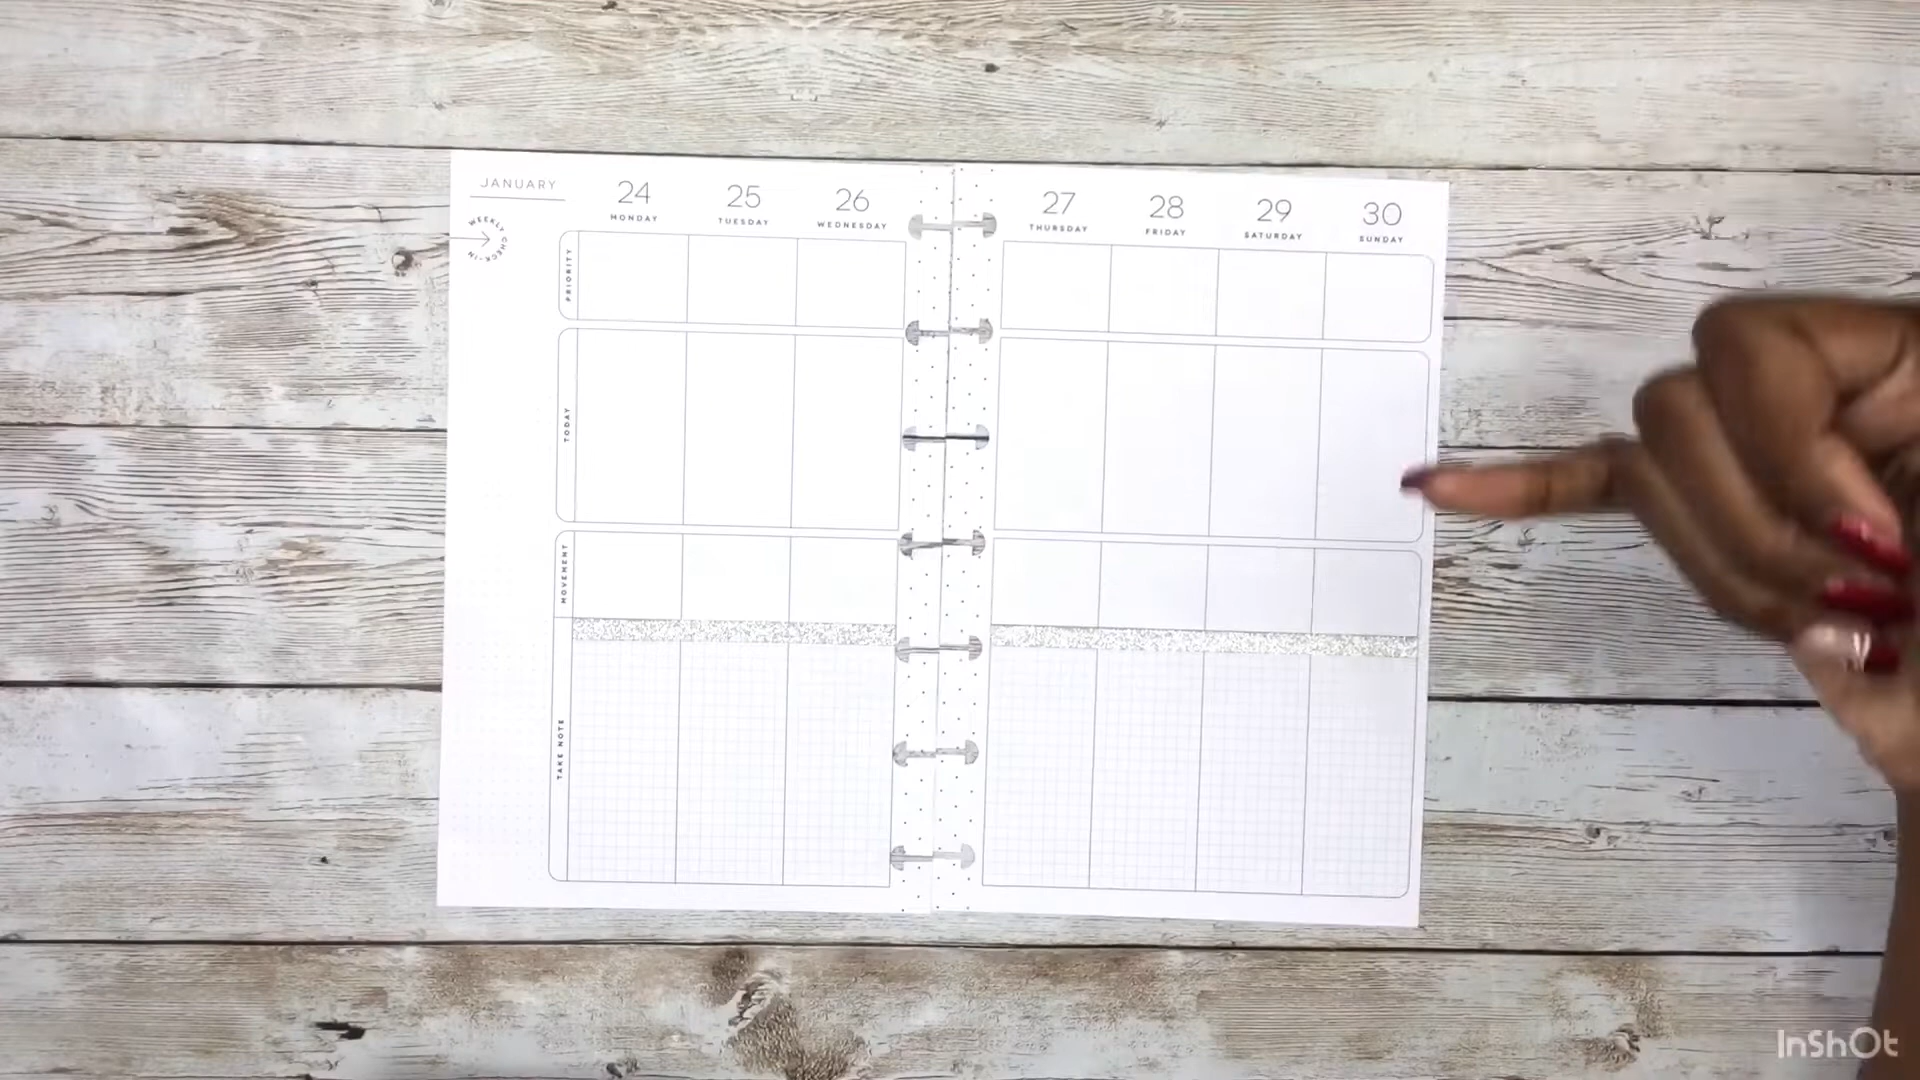 JANUARY
WEEKLY CHECK-IN
24 25 26 27 28 29 30
MONDAY TUESDAY WEDNESDAY THURSDAY FRIDAY SATURDAY SUNDAY
PRIORITY
TODAY
MOVEMENT
TAKE NOTE
InShOt